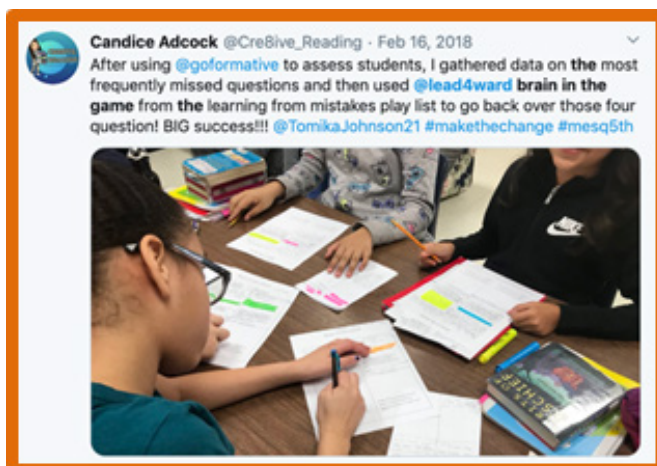 Candice Adcock @Cre8ive_Reading · Feb 16, 2018
After using @goformative to assess students, I gathered data on the most
frequently missed questions and then used @lead4ward brain in the
game from the learning from mistakes play list to go back over those four
question! BIG success!!! @TomikaJohnson21 #makethechange #mesq5th